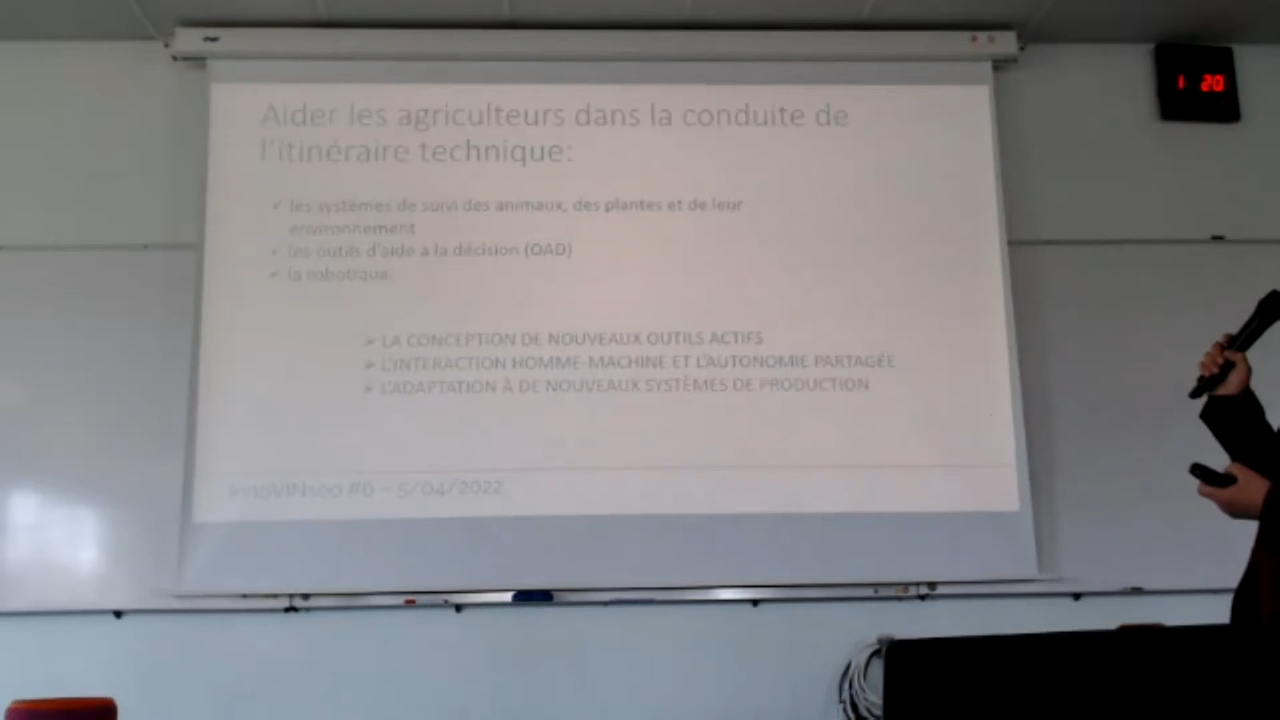 Aider les agriculteurs dans la conduite de
l'itinéraire technique:
✓ les systèmes de suivi des animaux, des plantes et de leur
environnement
✓ les outils d'aide à la décision (OAD)
✓ la robotique
➢ LA CONCEPTION DE NOUVEAUX OUTILS ACTIFS
➢ L'INTERACTION HOMME-MACHINE ET L'AUTONOMIE PARTAGÉE
➢ L'ADAPTATION À DE NOUVEAUX SYSTÈMES DE PRODUCTION
InnoVINseo #6 – 5/04/2022
1 20